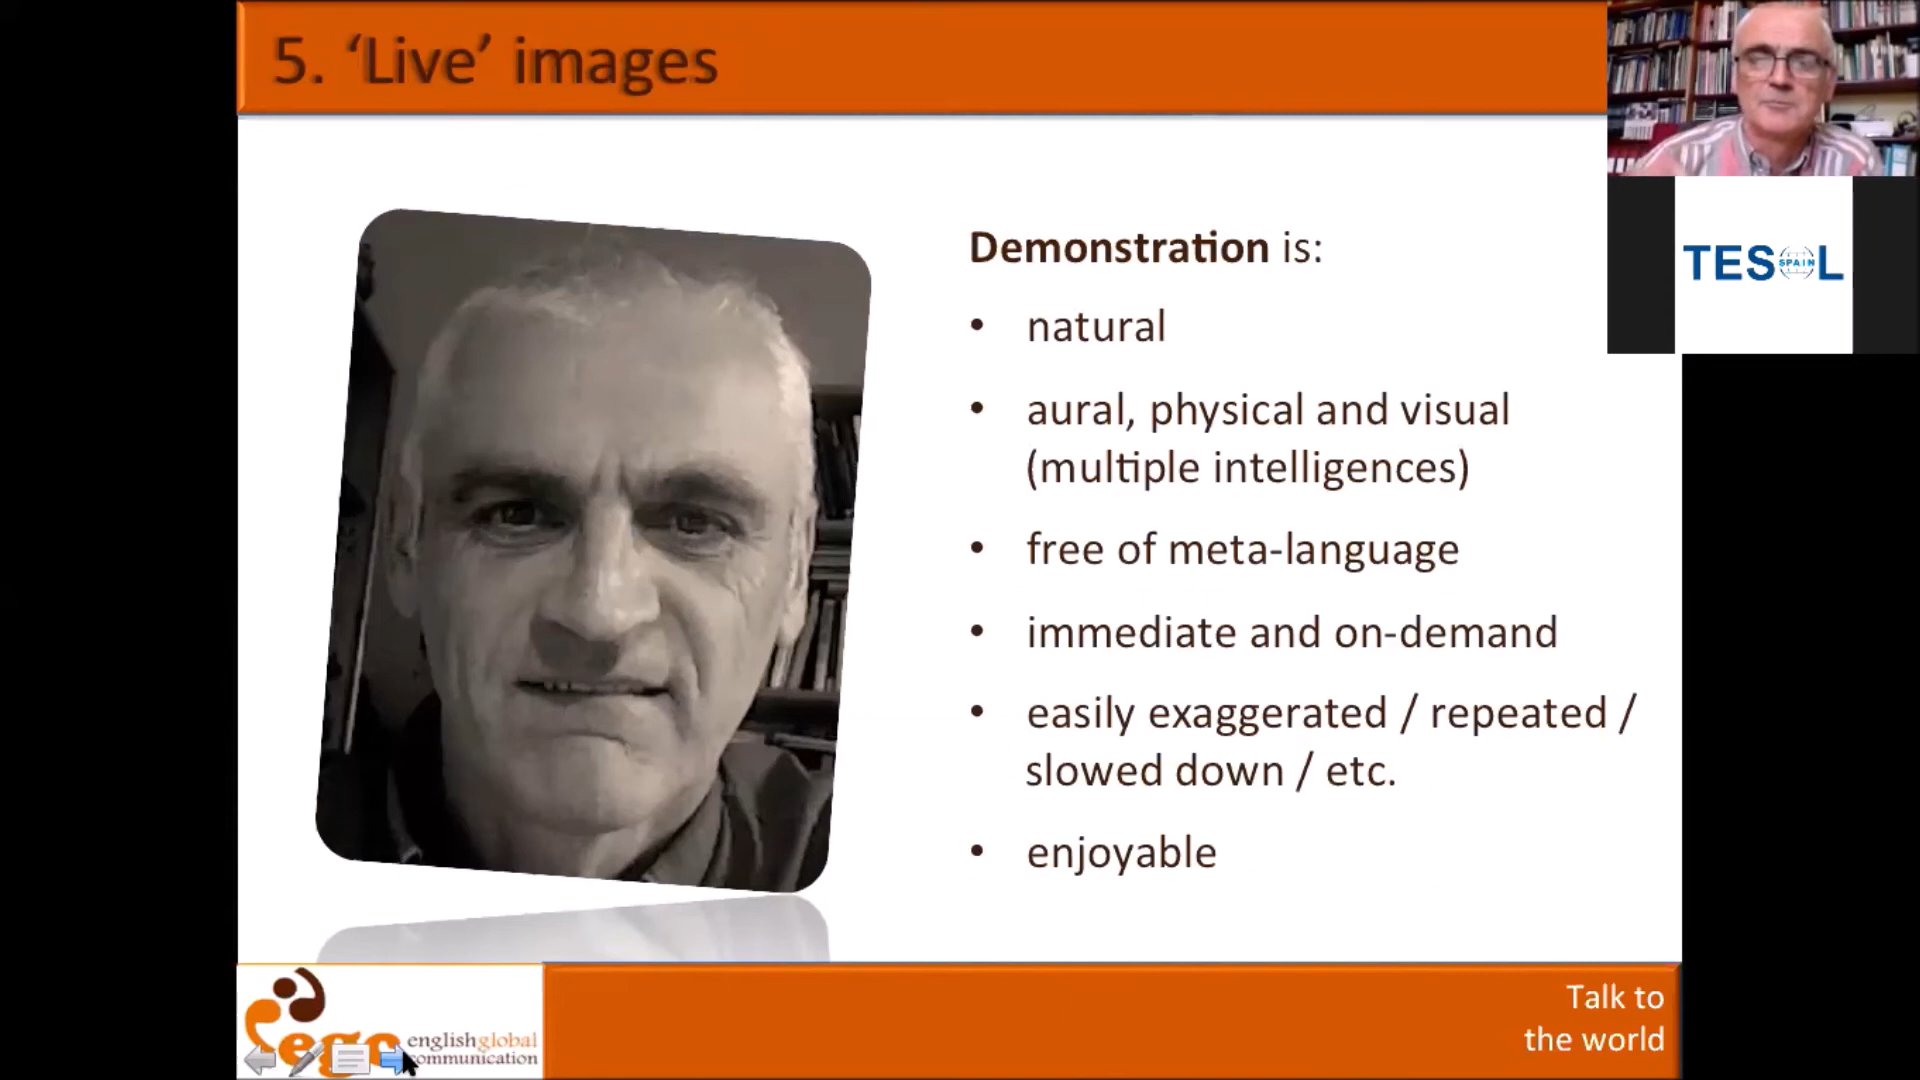 5. ‘Live’ images
Demonstration is:
• natural
• aural, physical and visual
(multiple intelligences)
• free of meta-language
• immediate and on-demand
• easily exaggerated / repeated /
slowed down / etc.
• enjoyable
TESOL
SPAIN
ego
englishglobal
communication
Talk to
the world